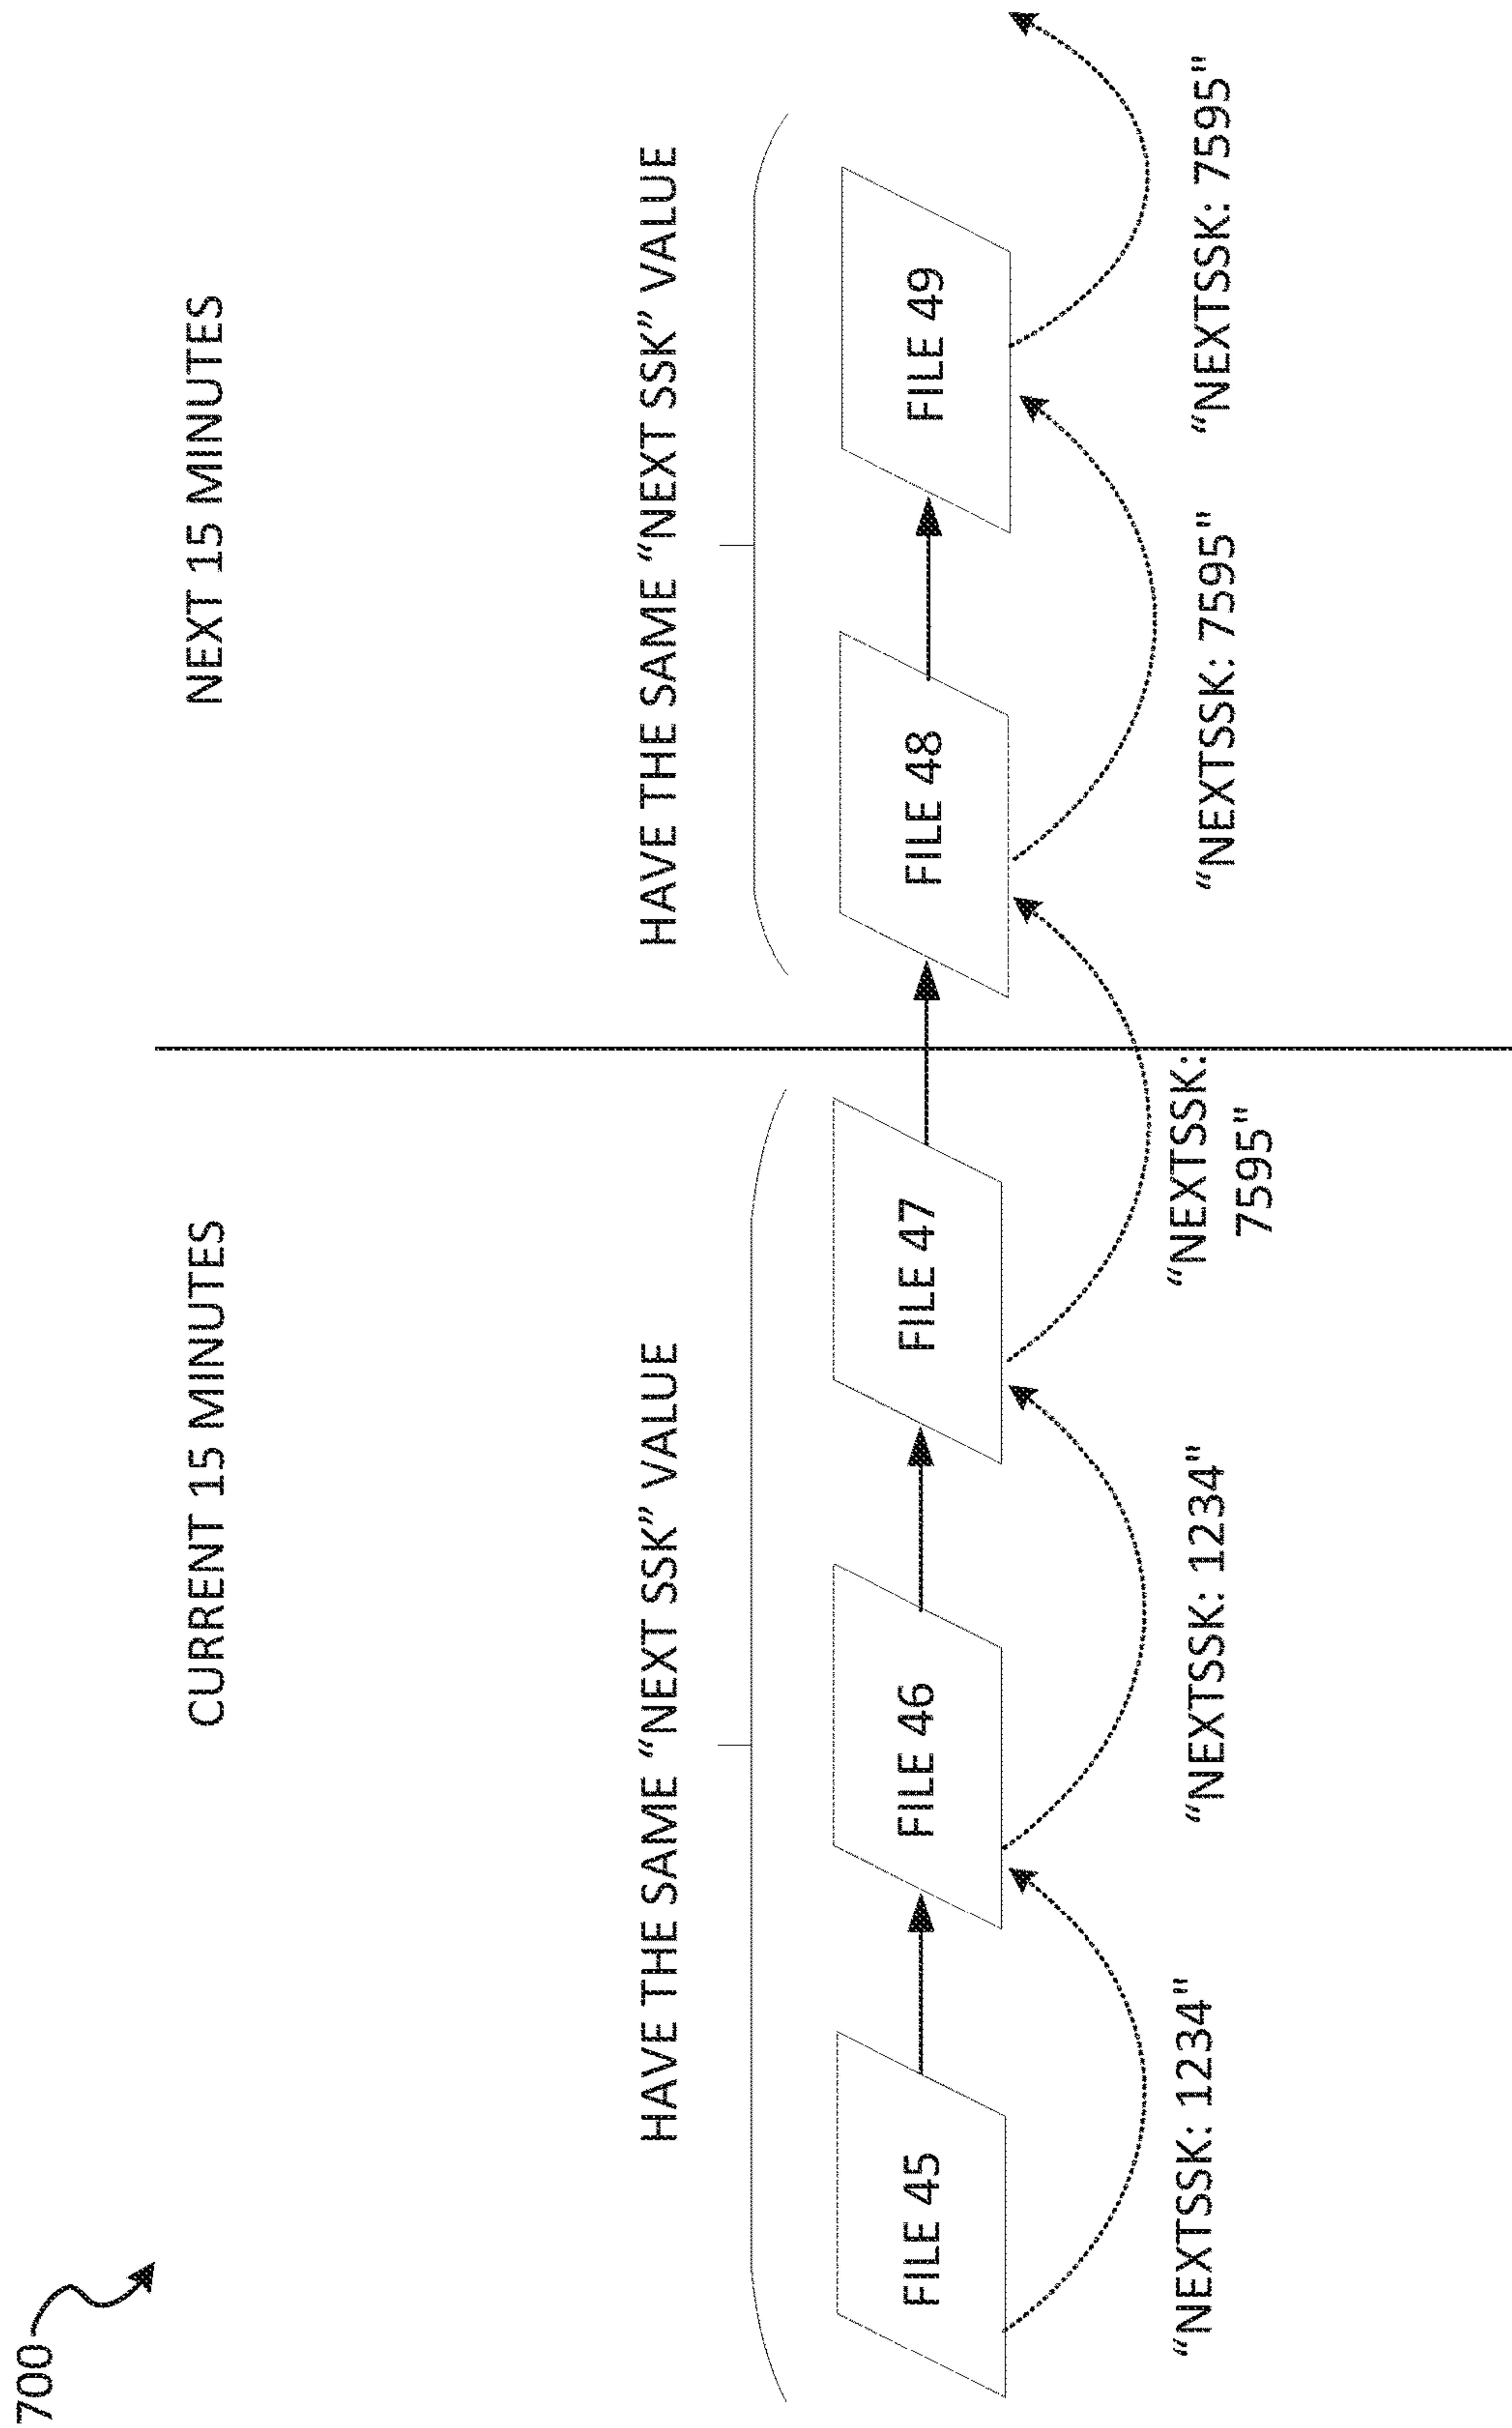 700
CURRENT 15 MINUTES
NEXT 15 MINUTES
HAVE THE SAME “NEXT SSK” VALUE
HAVE THE SAME “NEXT SSK” VALUE
FILE 45
FILE 46
FILE 47
FILE 48
FILE 49
“NEXTSSK: 1234"
“NEXTSSK: 1234"
“NEXTSSK:
7595"
“NEXTSSK: 7595"
“NEXTSSK: 7595"